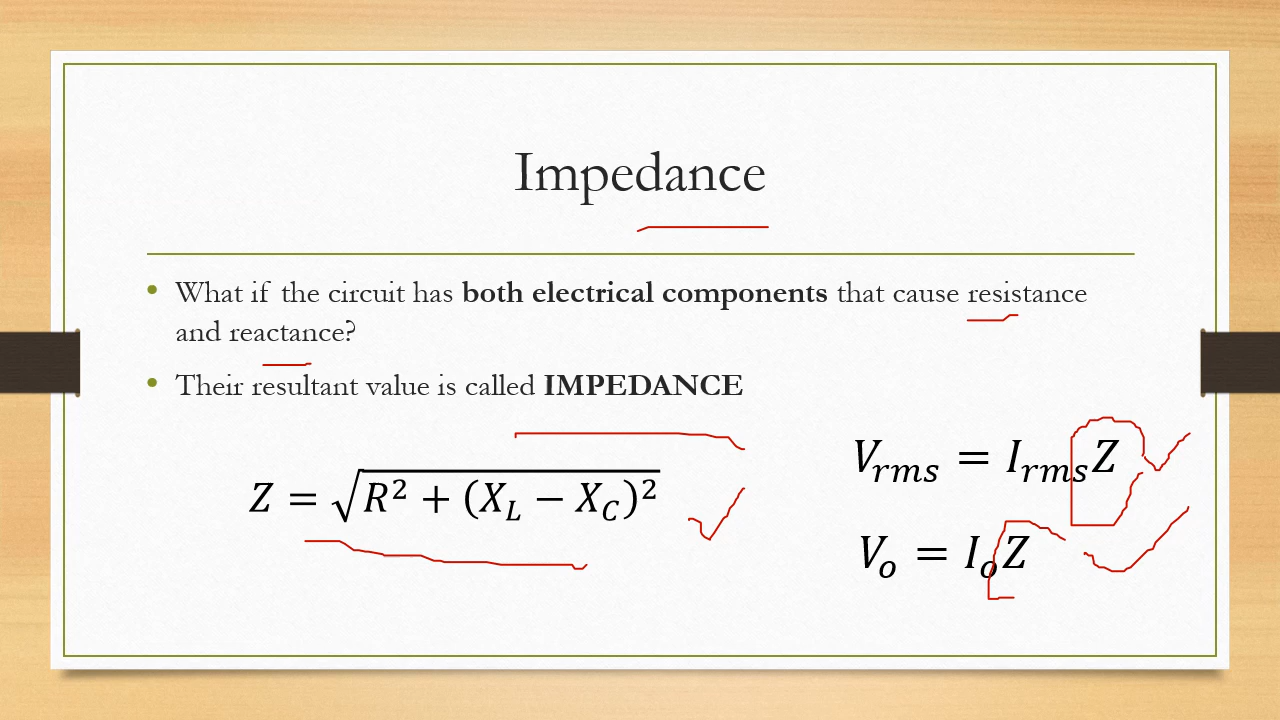 Impedance
• What if the circuit has both electrical components that cause resistance
and reactance?
• Their resultant value is called IMPEDANCE
Z = √R² + (X_L − X_C)²
V_rms = I_rms Z
V_o = I_o Z